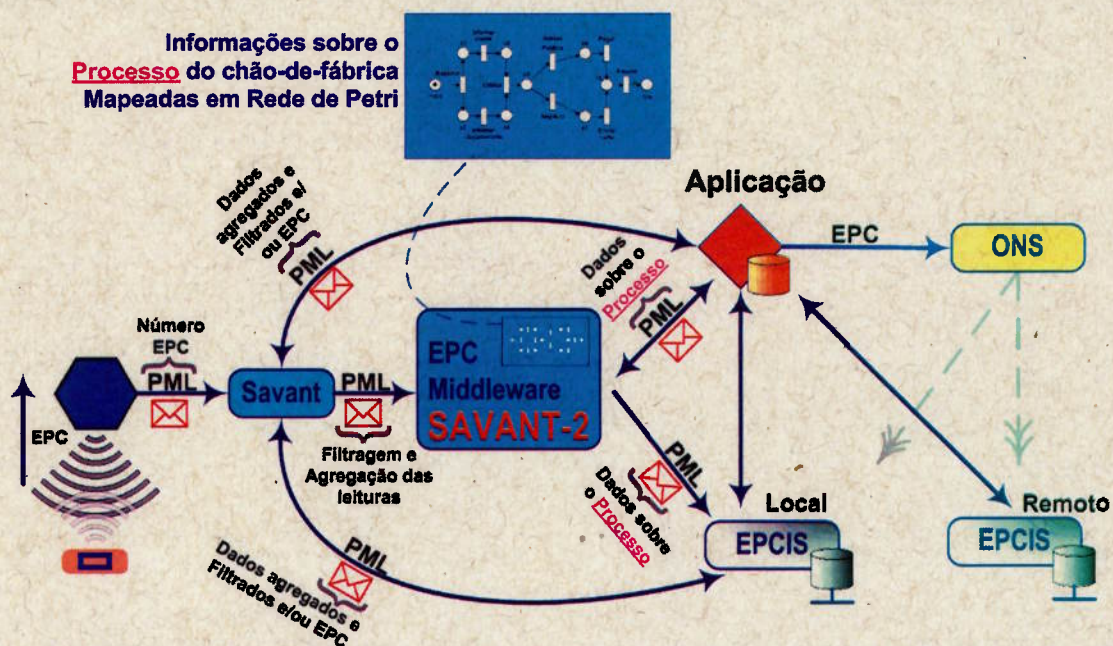 Informações sobre o
Processo do chão-de-fábrica
Mapeadas em Rede de Petri
Dados
agregados e
Filtrados e/
ou EPC
PML
Aplicação
EPC
ONS
Dados
sobre o
Processo
PML
Número
EPC
PML
EPC
Savant
PML
Filtragem e
Agregação das
leituras
EPC
Middleware
SAVANT-2
PML
Dados sobre
o Processo
Local
EPCIS
Remoto
EPCIS
PML
Dados agregados e
Filtrados e/ou EPC